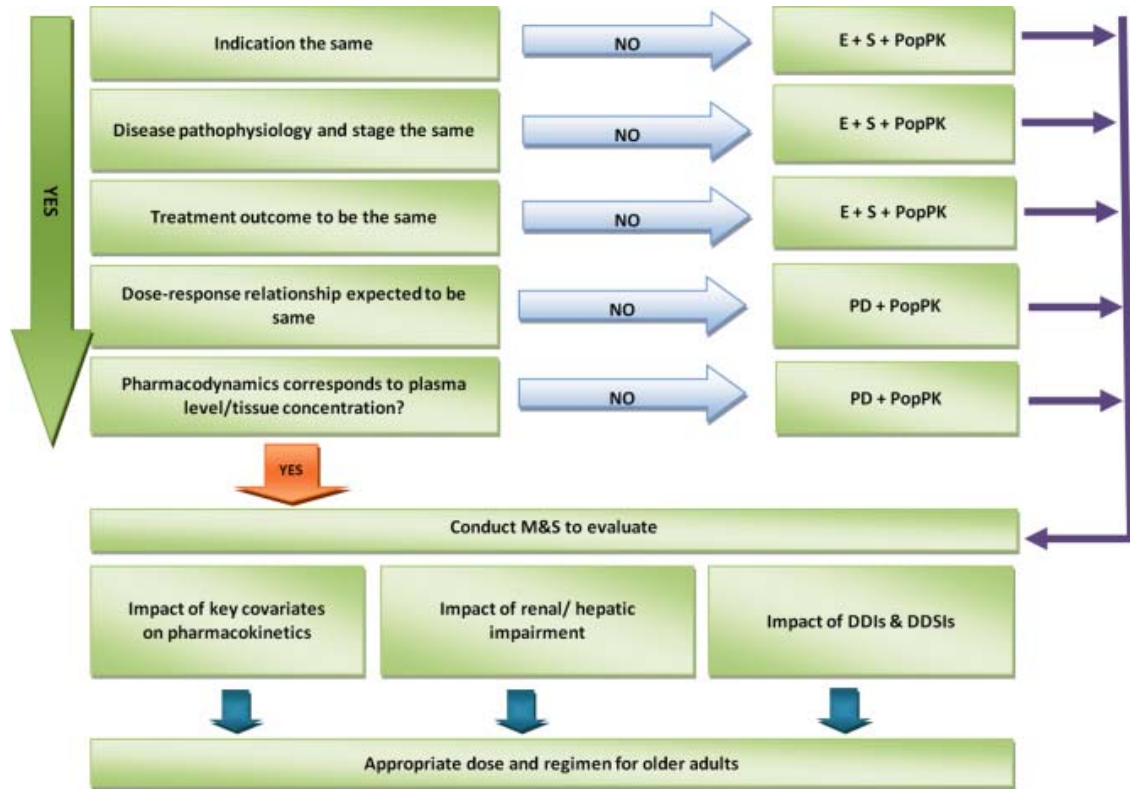 Indication the same
NO
E + S + PopPK
Disease pathophysiology and stage the same
NO
E + S + PopPK
YES
Treatment outcome to be the same
NO
E + S + PopPK
Dose-response relationship expected to be
same
NO
PD + PopPK
Pharmacodynamics corresponds to plasma
level/tissue concentration?
NO
PD + PopPK
YES
Conduct M&S to evaluate
Impact of key covariates
on pharmacokinetics
Impact of renal/ hepatic
impairment
Impact of DDIs & DDSIs
Appropriate dose and regimen for older adults